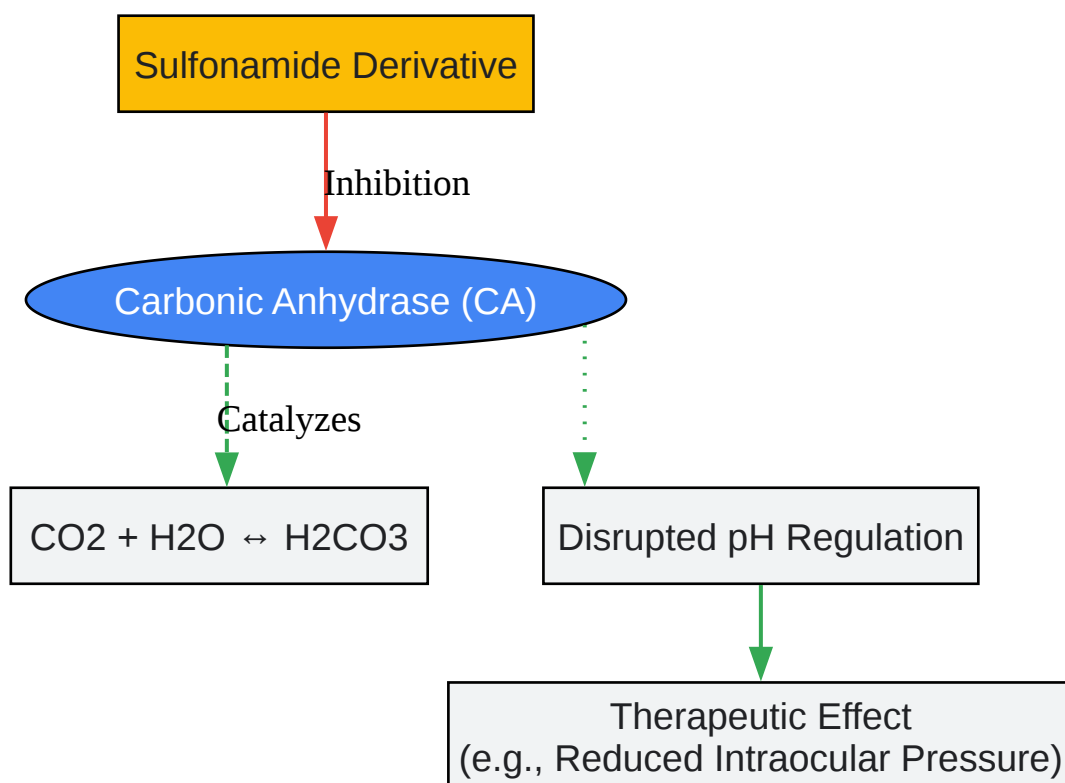 Sulfonamide Derivative
Inhibition
Carbonic Anhydrase (CA)
Catalyzes
CO2 + H2O ↔ H2CO3
Disrupted pH Regulation
Therapeutic Effect
(e.g., Reduced Intraocular Pressure)